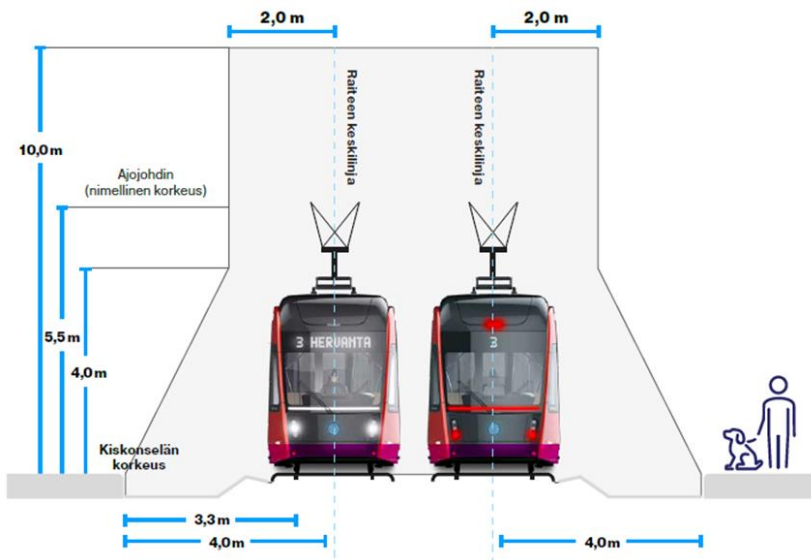 2,0 m
2,0 m
Raiteen keskilinja
Raiteen keskilinja
10,0 m
Ajojohdin
(nimellinen korkeus)
5,5 m
4,0 m
3 HERVANTA
3
Kiskonselän
korkeus
3,3 m
4,0 m
4,0 m